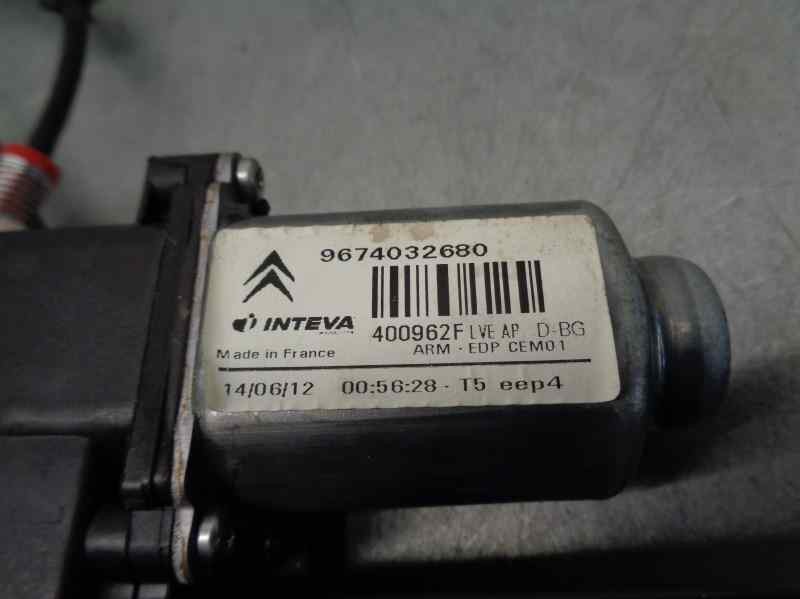 9674032680
INTEVA
400962F LVE AP D-BG
Made in France
ARM - EDP CEM01
14/06/12 00:56:28 - T5 eep4